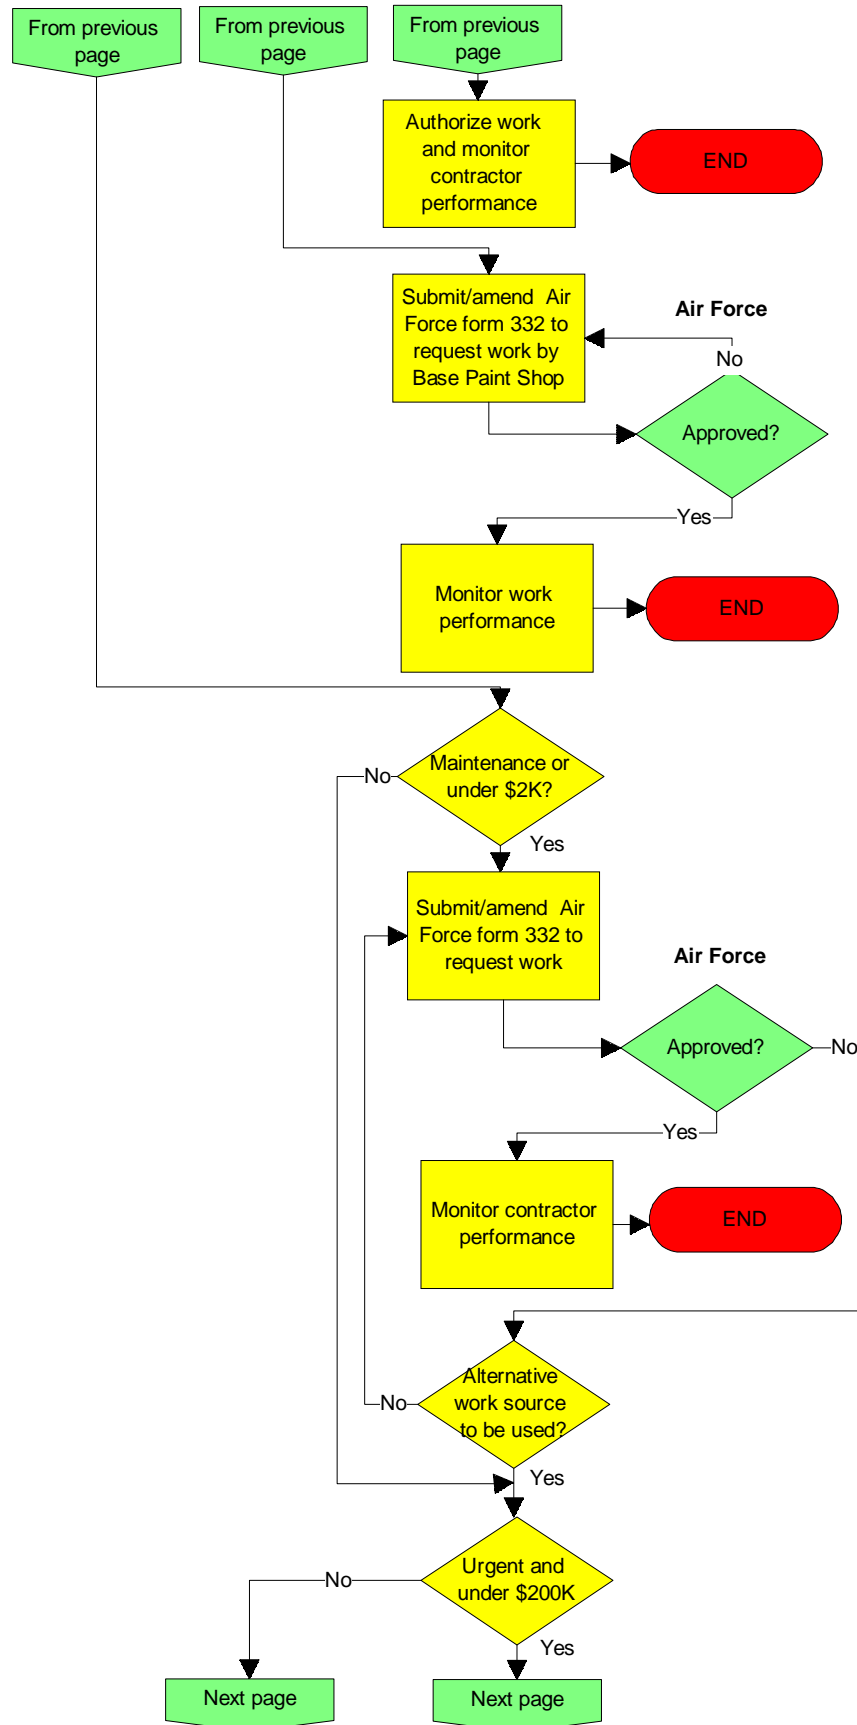 From previous
page
From previous
page
From previous
page
Authorize work
and monitor
contractor
performance
END
Submit/amend Air
Force form 332 to
request work by
Base Paint Shop
Air Force
No
Approved?
Yes
Monitor work
performance
END
Maintenance or
under $2K?
No
Yes
Submit/amend Air
Force form 332 to
request work
Air Force
Approved?
No
Yes
Monitor contractor
performance
END
Alternative
work source
to be used?
No
Yes
Urgent and
under $200K
No
Yes
Next page
Next page